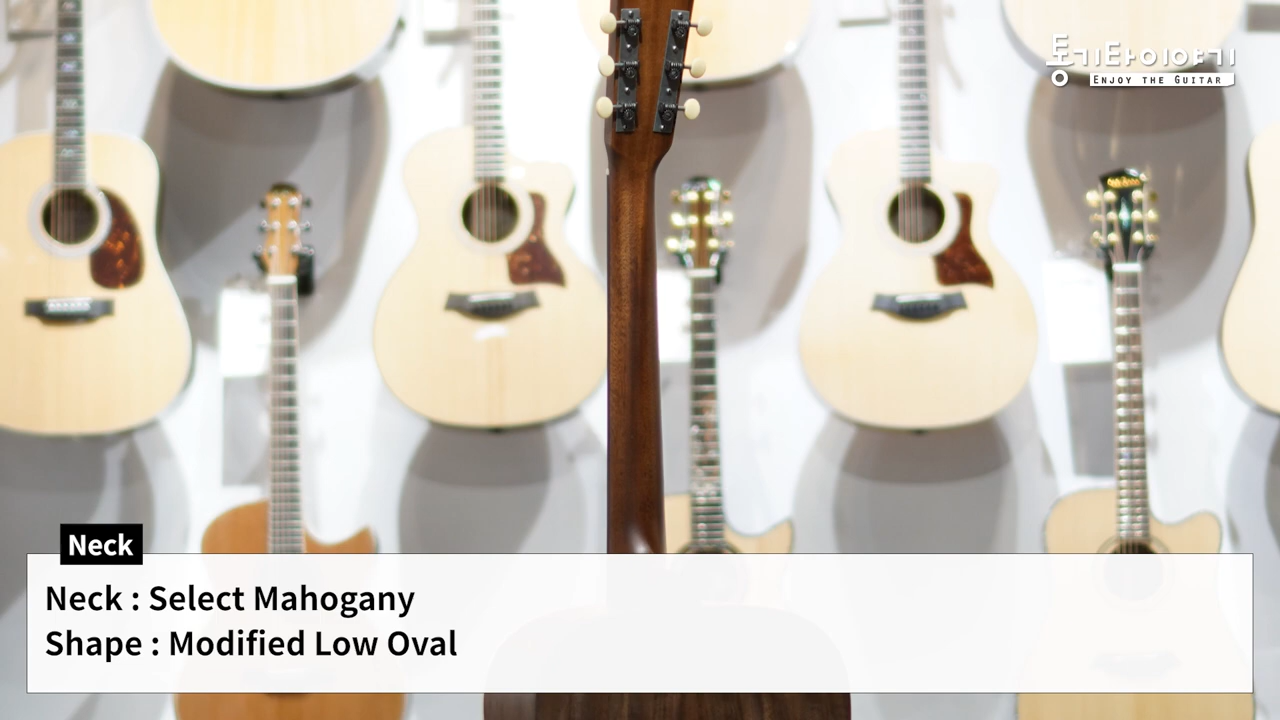 통기타이야기
ENJOY THE GUITAR
Neck
Neck : Select Mahogany
Shape : Modified Low Oval